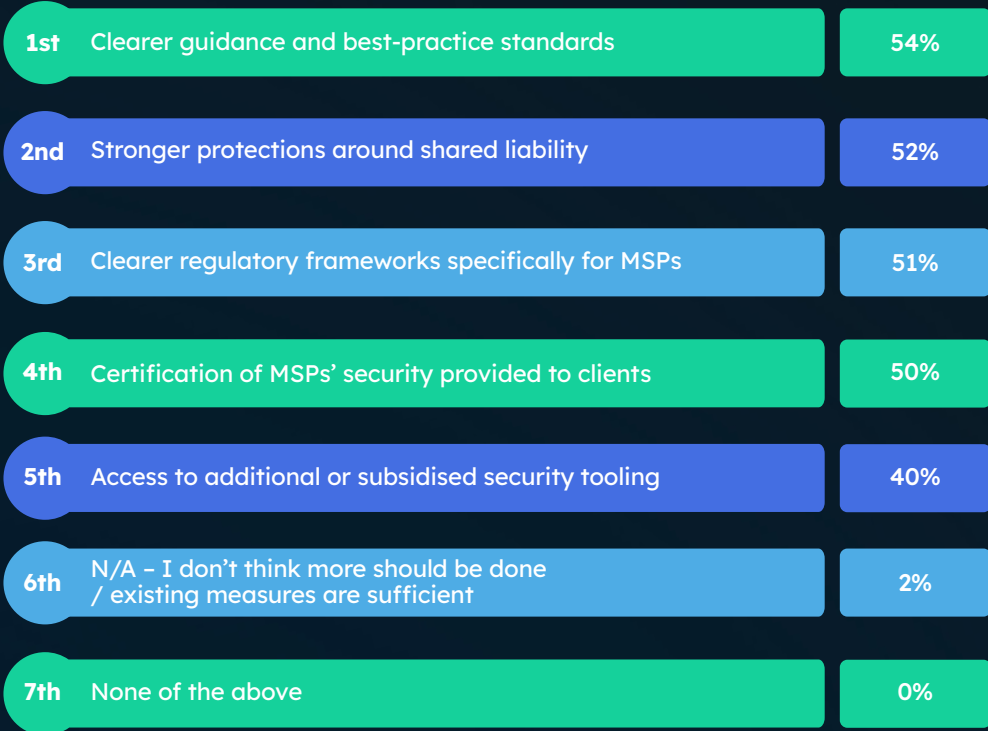 1st Clearer guidance and best-practice standards 54%
2nd Stronger protections around shared liability 52%
3rd Clearer regulatory frameworks specifically for MSPs 51%
4th Certification of MSPs’ security provided to clients 50%
5th Access to additional or subsidised security tooling 40%
6th N/A – I don’t think more should be done
/ existing measures are sufficient 2%
7th None of the above 0%